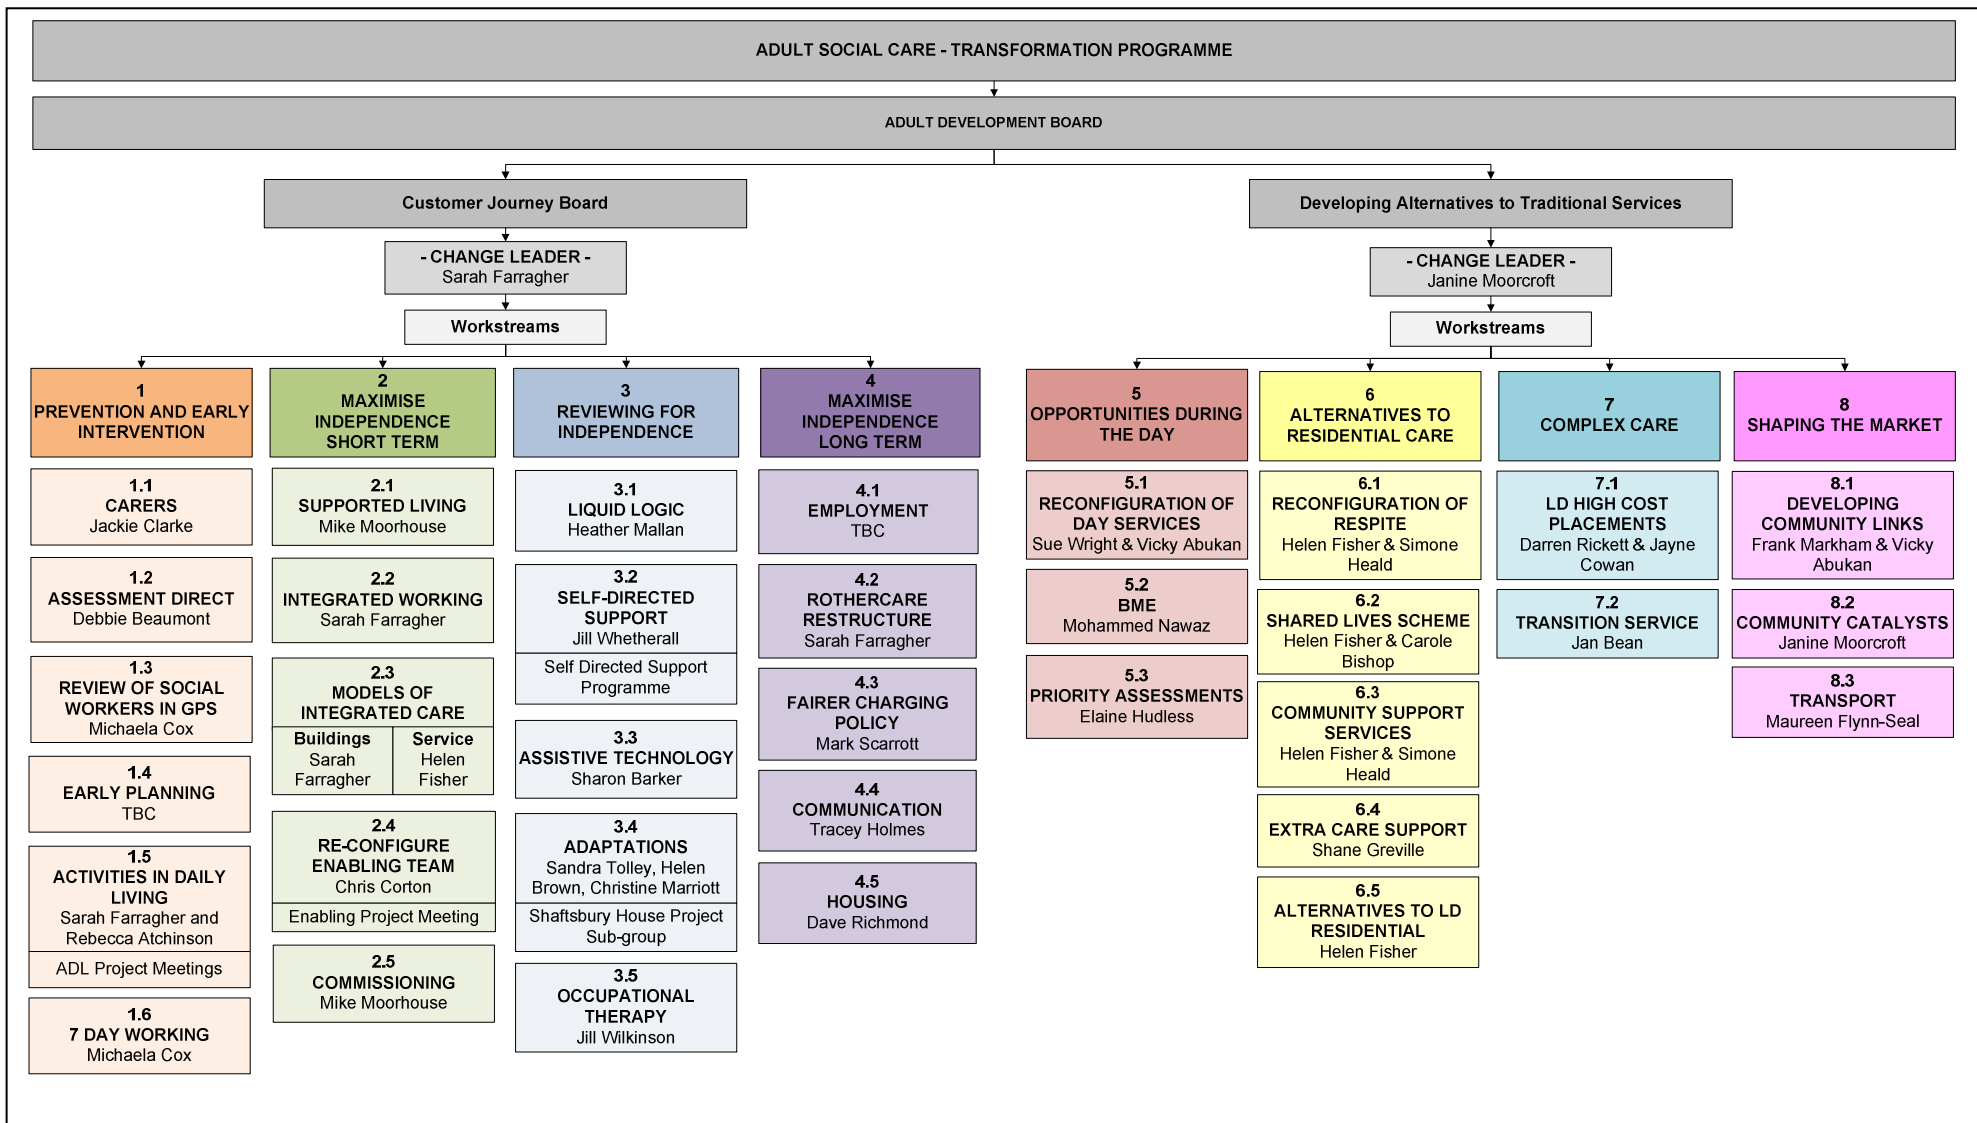 ADULT SOCIAL CARE - TRANSFORMATION PROGRAMME
ADULT DEVELOPMENT BOARD
Customer Journey Board
- CHANGE LEADER -
Sarah Farragher
Workstreams
Developing Alternatives to Traditional Services
- CHANGE LEADER -
Janine Moorcroft
Workstreams
1
PREVENTION AND EARLY
INTERVENTION
1.1
CARERS
Jackie Clarke
1.2
ASSESSMENT DIRECT
Debbie Beaumont
1.3
REVIEW OF SOCIAL
WORKERS IN GPS
Michaela Cox
1.4
EARLY PLANNING
TBC
1.5
ACTIVITIES IN DAILY
LIVING
Sarah Farragher and
Rebecca Atchinson
ADL Project Meetings
1.6
7 DAY WORKING
Michaela Cox
2
MAXIMISE
INDEPENDENCE
SHORT TERM
2.1
SUPPORTED LIVING
Mike Moorhouse
2.2
INTEGRATED WORKING
Sarah Farragher
2.3
MODELS OF
INTEGRATED CARE
Buildings
Sarah
Farragher
Service
Helen
Fisher
2.4
RE-CONFIGURE
ENABLING TEAM
Chris Corton
Enabling Project Meeting
2.5
COMMISSIONING
Mike Moorhouse
3
REVIEWING FOR
INDEPENDENCE
3.1
LIQUID LOGIC
Heather Mallan
3.2
SELF-DIRECTED
SUPPORT
Jill Whetherall
Self Directed Support
Programme
3.3
ASSISTIVE TECHNOLOGY
Sharon Barker
3.4
ADAPTATIONS
Sandra Tolley, Helen
Brown, Christine Marriott
Shaftsbury House Project
Sub-group
3.5
OCCUPATIONAL
THERAPY
Jill Wilkinson
4
MAXIMISE
INDEPENDENCE
LONG TERM
4.1
EMPLOYMENT
TBC
4.2
ROTHERCARE
RESTRUCTURE
Sarah Farragher
4.3
FAIRER CHARGING
POLICY
Mark Scarrott
4.4
COMMUNICATION
Tracey Holmes
4.5
HOUSING
Dave Richmond
5
OPPORTUNITIES DURING
THE DAY
5.1
RECONFIGURATION OF
DAY SERVICES
Sue Wright & Vicky Abukan
5.2
BME
Mohammed Nawaz
5.3
PRIORITY ASSESSMENTS
Elaine Hudless
6
ALTERNATIVES TO
RESIDENTIAL CARE
6.1
RECONFIGURATION OF
RESPITE
Helen Fisher & Simone
Heald
6.2
SHARED LIVES SCHEME
Helen Fisher & Carole
Bishop
6.3
COMMUNITY SUPPORT
SERVICES
Helen Fisher & Simone
Heald
6.4
EXTRA CARE SUPPORT
Shane Greville
6.5
ALTERNATIVES TO LD
RESIDENTIAL
Helen Fisher
7
COMPLEX CARE
7.1
LD HIGH COST
PLACEMENTS
Darren Rickett & Jayne
Cowan
7.2
TRANSITION SERVICE
Jan Bean
8
SHAPING THE MARKET
8.1
DEVELOPING
COMMUNITY LINKS
Frank Markham & Vicky
Abukan
8.2
COMMUNITY CATALYSTS
Janine Moorcroft
8.3
TRANSPORT
Maureen Flynn-Seal